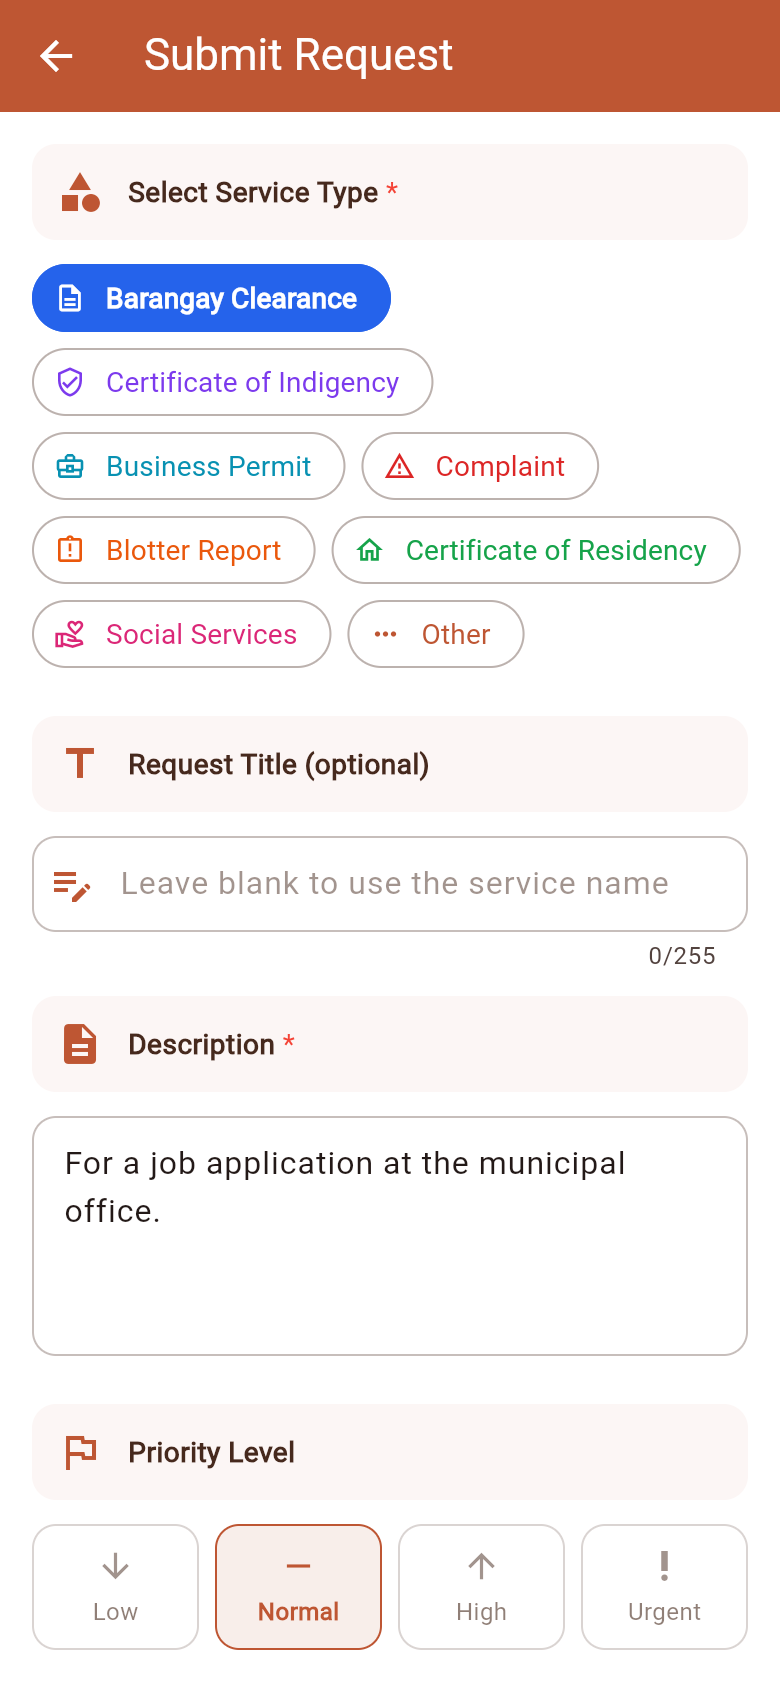 Submit Request
Select Service Type *
Barangay Clearance
Certificate of Indigency
Business Permit
Complaint
Blotter Report
Certificate of Residency
Social Services
Other
Request Title (optional)
Leave blank to use the service name
0/255
Description *
For a job application at the municipal
office.
Priority Level
Low
Normal
High
Urgent